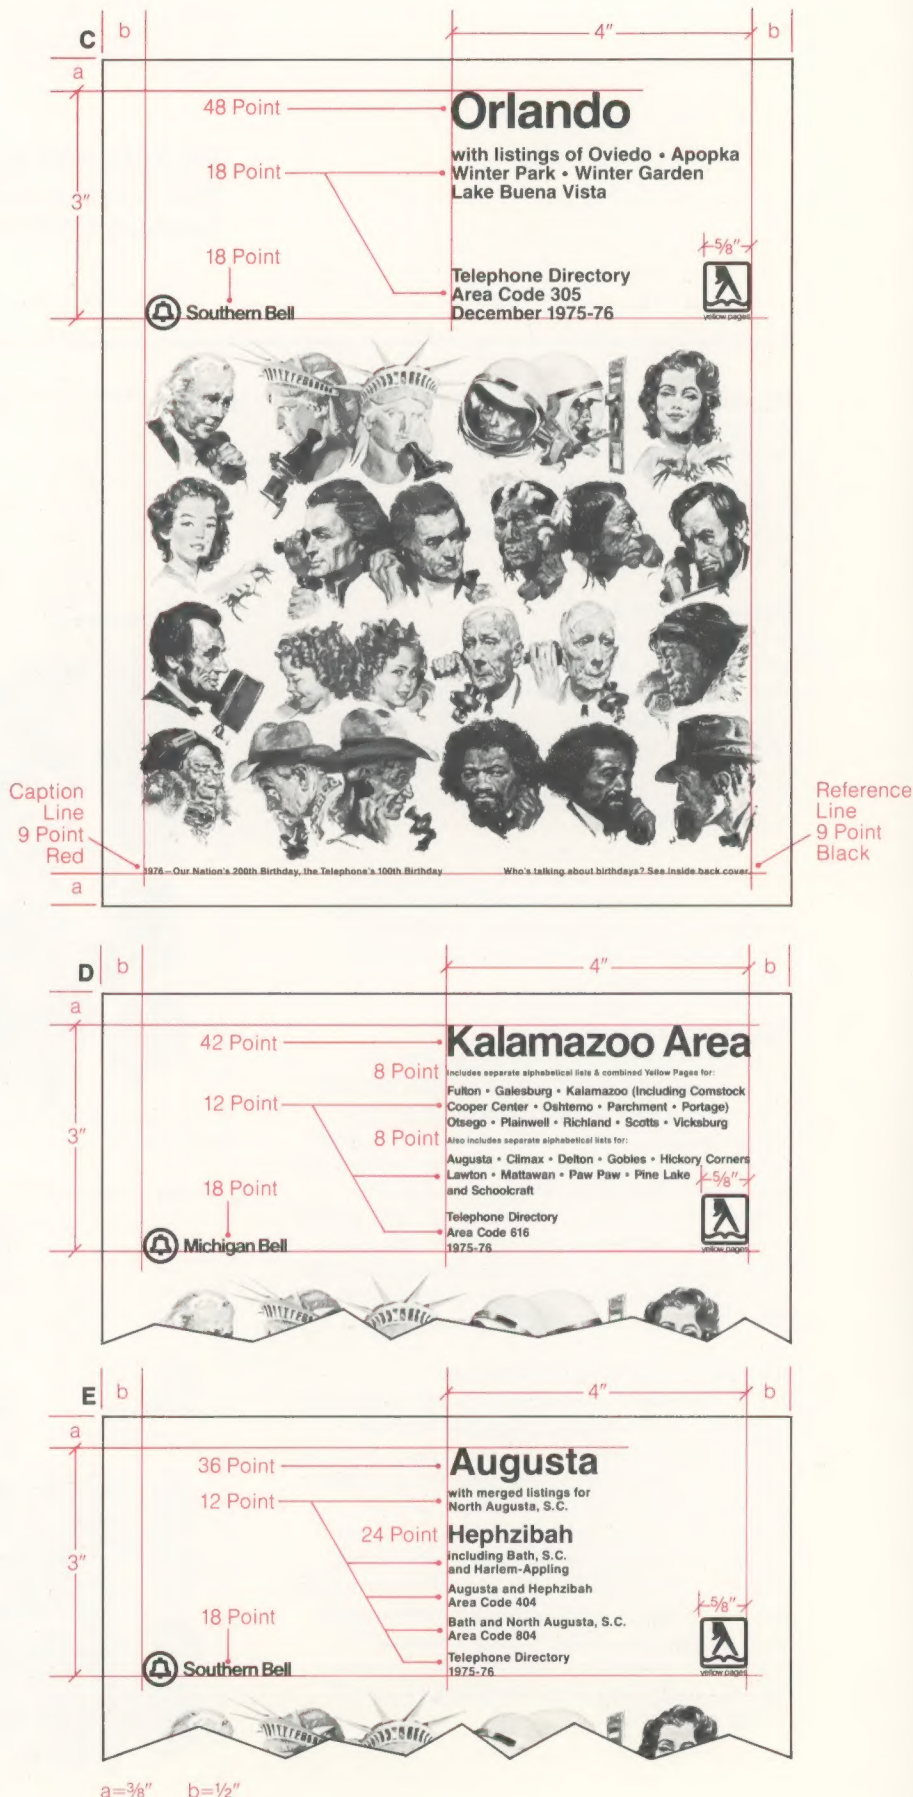 C
b
4"
b
a
48 Point
Orlando
18 Point
with listings of Oviedo • Apopka
Winter Park • Winter Garden
Lake Buena Vista
3"
5/8"
18 Point
Telephone Directory
Area Code 305
December 1975-76
Southern Bell
yellow pages
Caption
Line
9 Point
Red
Reference
Line
9 Point
Black
1976—Our Nation's 200th Birthday, the Telephone's 100th Birthday
Who's talking about birthdays? See inside back cover.
a
D
b
4"
b
a
42 Point
Kalamazoo Area
8 Point
Includes separate alphabetical lists & combined Yellow Pages for:
12 Point
Fulton • Galesburg • Kalamazoo (Including Comstock
Cooper Center • Oshtemo • Parchment • Portage)
Otsego • Plainwell • Richland • Scotts • Vicksburg
3"
8 Point
Also includes separate alphabetical lists for:
Augusta • Climax • Delton • Gobles • Hickory Corners
Lawton • Mattawan • Paw Paw • Pine Lake
and Schoolcraft
5/8"
18 Point
Telephone Directory
Area Code 616
1975-76
Michigan Bell
yellow pages
E
b
4"
b
a
36 Point
Augusta
12 Point
with merged listings for
North Augusta, S.C.
24 Point
Hephzibah
including Bath, S.C.
and Harlem-Appling
3"
Augusta and Hephzibah
Area Code 404
5/8"
18 Point
Bath and North Augusta, S.C.
Area Code 804
Telephone Directory
1975-76
Southern Bell
yellow pages
a=3/8" b=1/2"